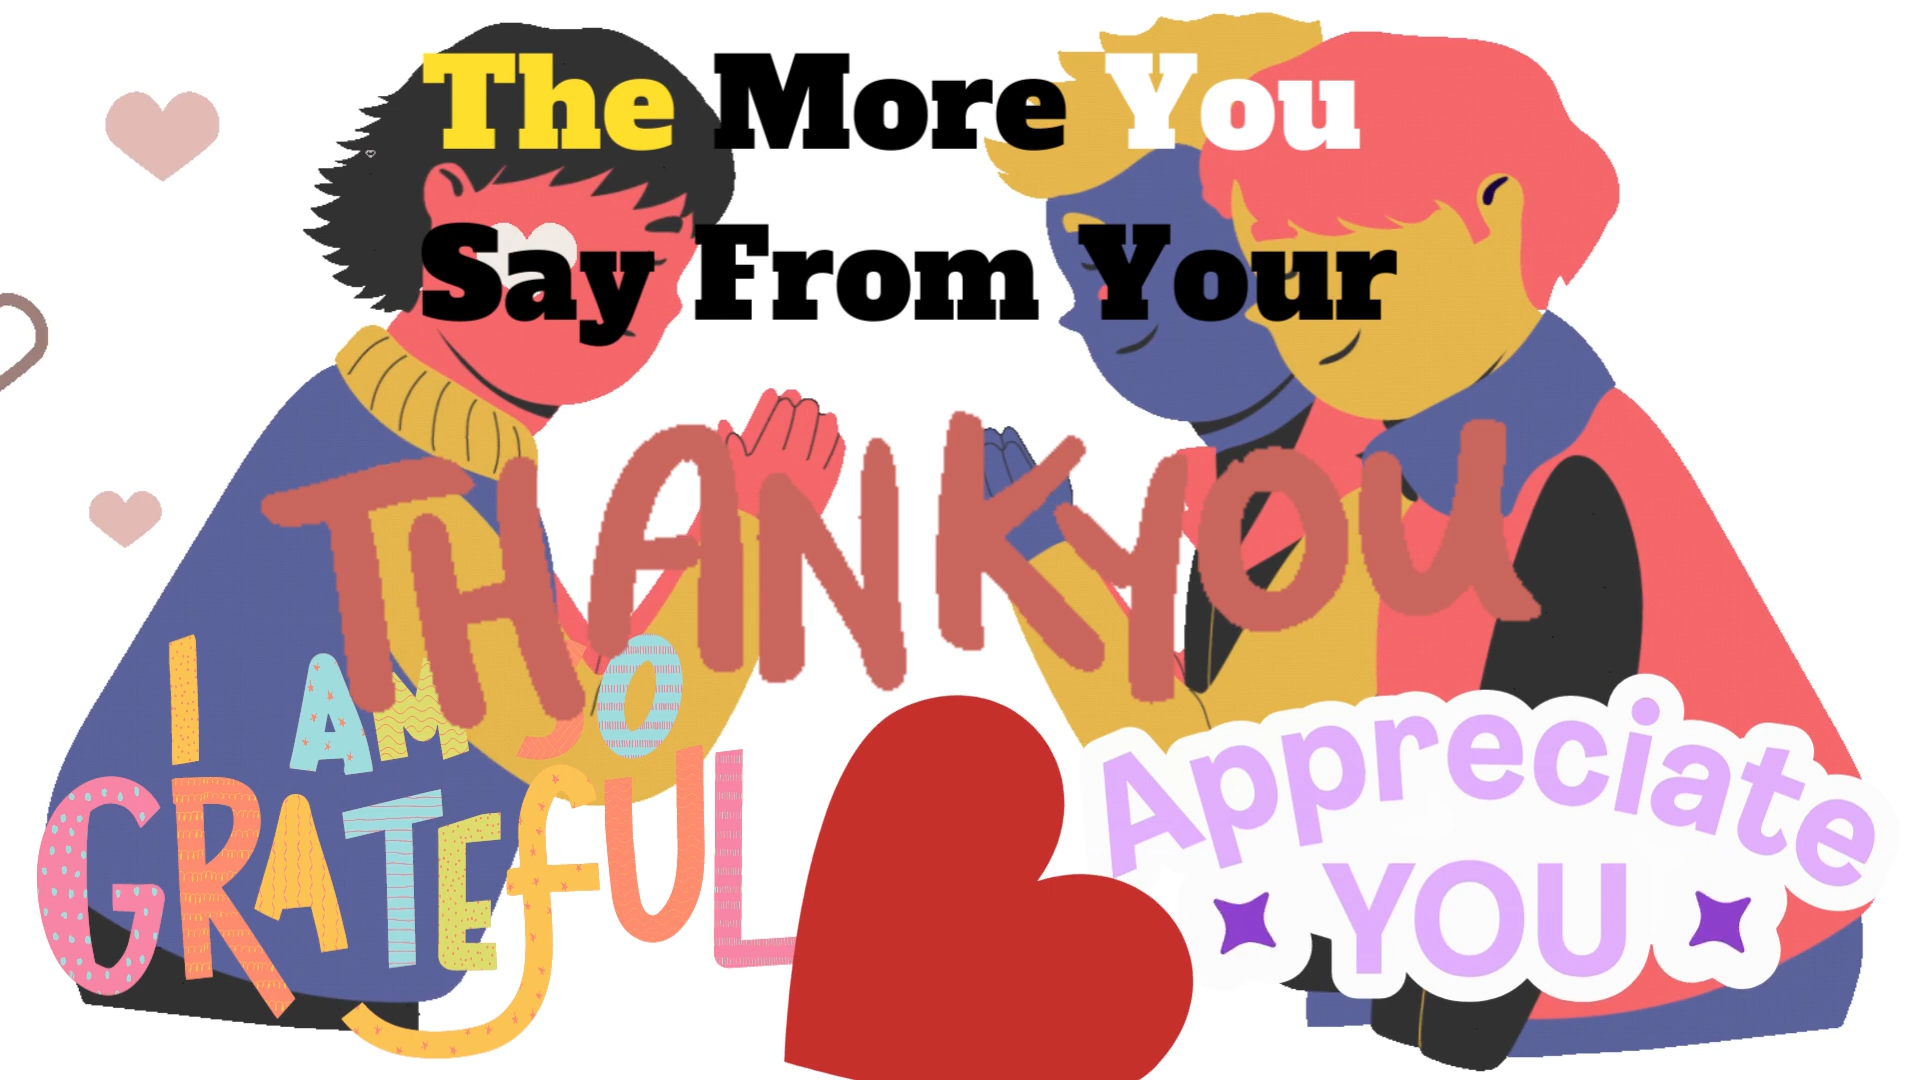 The More You
Say From Your
THANK YOU
I AM SO
GRATEFUL
Appreciate
YOU